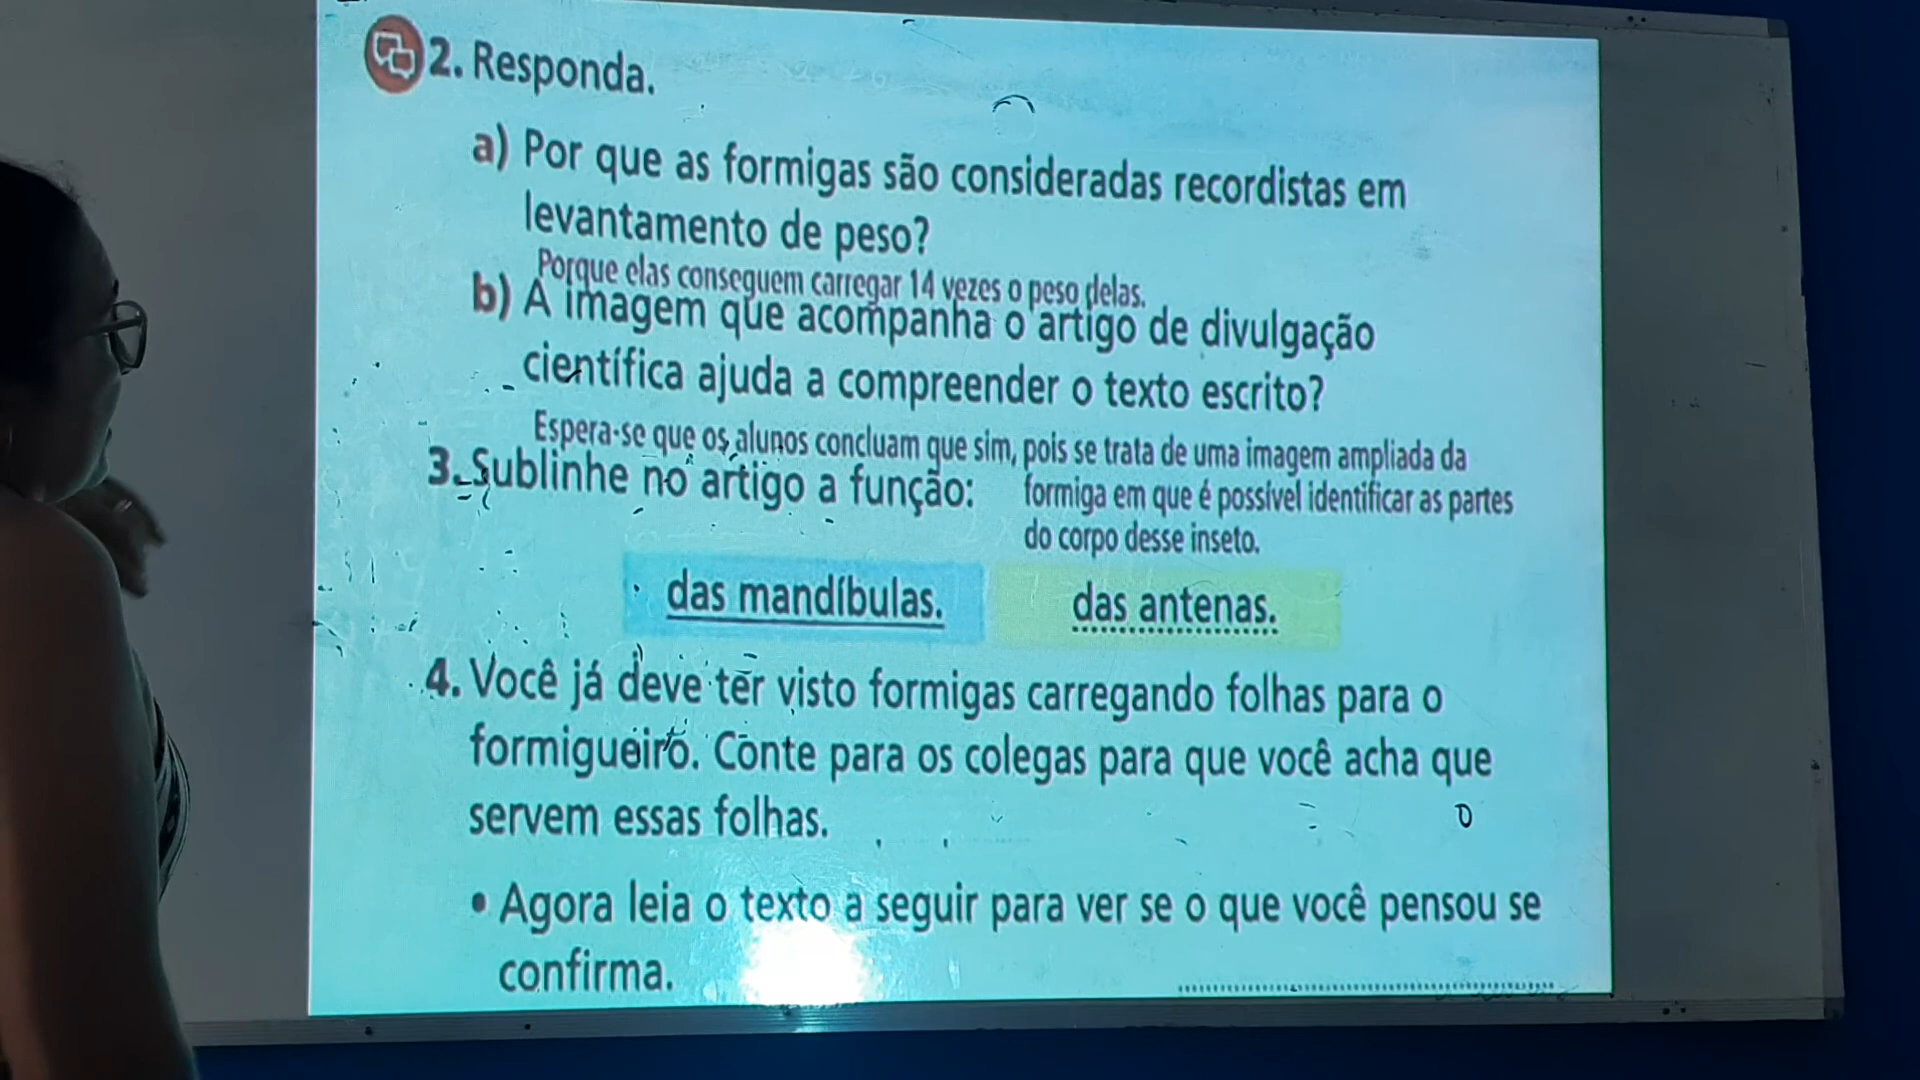 2. Responda.
a) Por que as formigas são consideradas recordistas em
levantamento de peso?
Porque elas conseguem carregar 14 vezes o peso delas.
b) A imagem que acompanha o artigo de divulgação
científica ajuda a compreender o texto escrito?
Espera-se que os alunos concluam que sim, pois se trata de uma imagem ampliada da
formiga em que é possível identificar as partes
do corpo desse inseto.
3. Sublinhe no artigo a função:
das mandíbulas.
das antenas.
4. Você já deve ter visto formigas carregando folhas para o
formigueiro. Conte para os colegas para que você acha que
servem essas folhas.
• Agora leia o texto a seguir para ver se o que você pensou se
confirma.